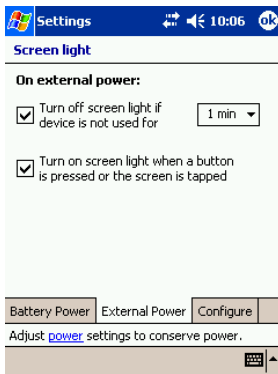 Settings 10:06 ok
Screen light
On external power:
Turn off screen light if
device is not used for
1 min
Turn on screen light when a button
is pressed or the screen is tapped
Battery Power External Power Configure
Adjust power settings to conserve power.